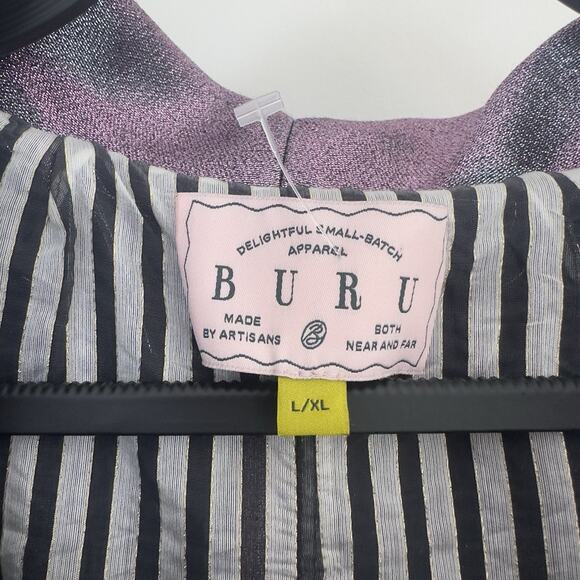 DELIGHTFUL SMALL-BATCH
APPAREL
BURU
MADE
BY ARTISANS
B
BOTH
NEAR AND FAR
L/XL